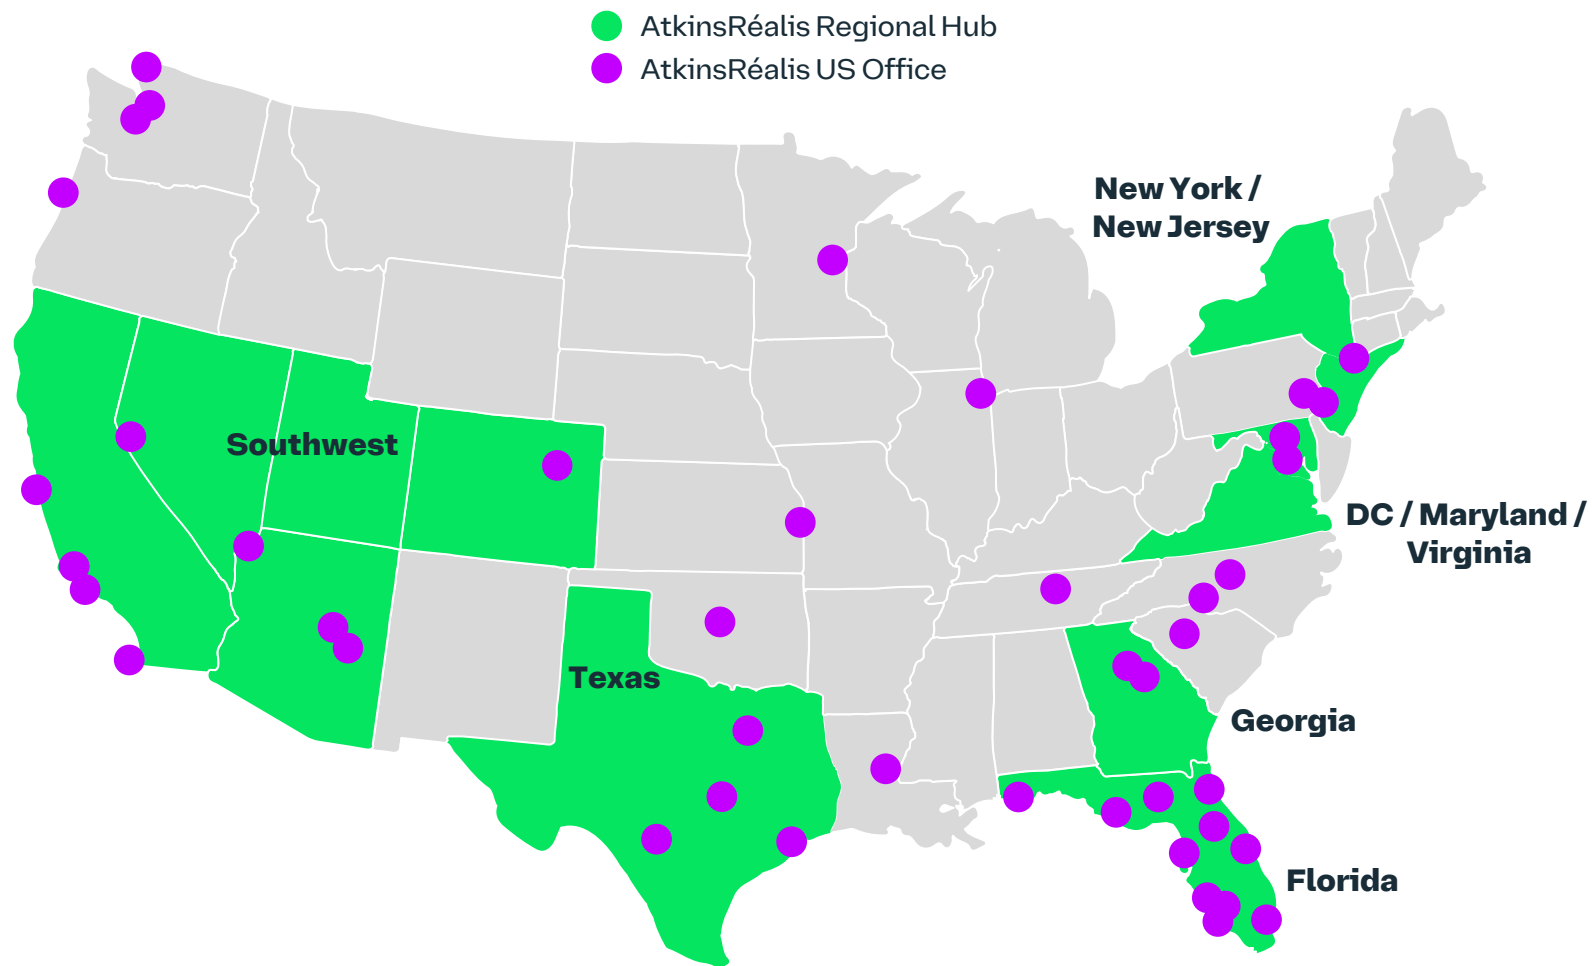 AtkinsRéalis Regional Hub
AtkinsRéalis US Office
New York /
New Jersey
Southwest
DC / Maryland /
Virginia
Texas
Georgia
Florida